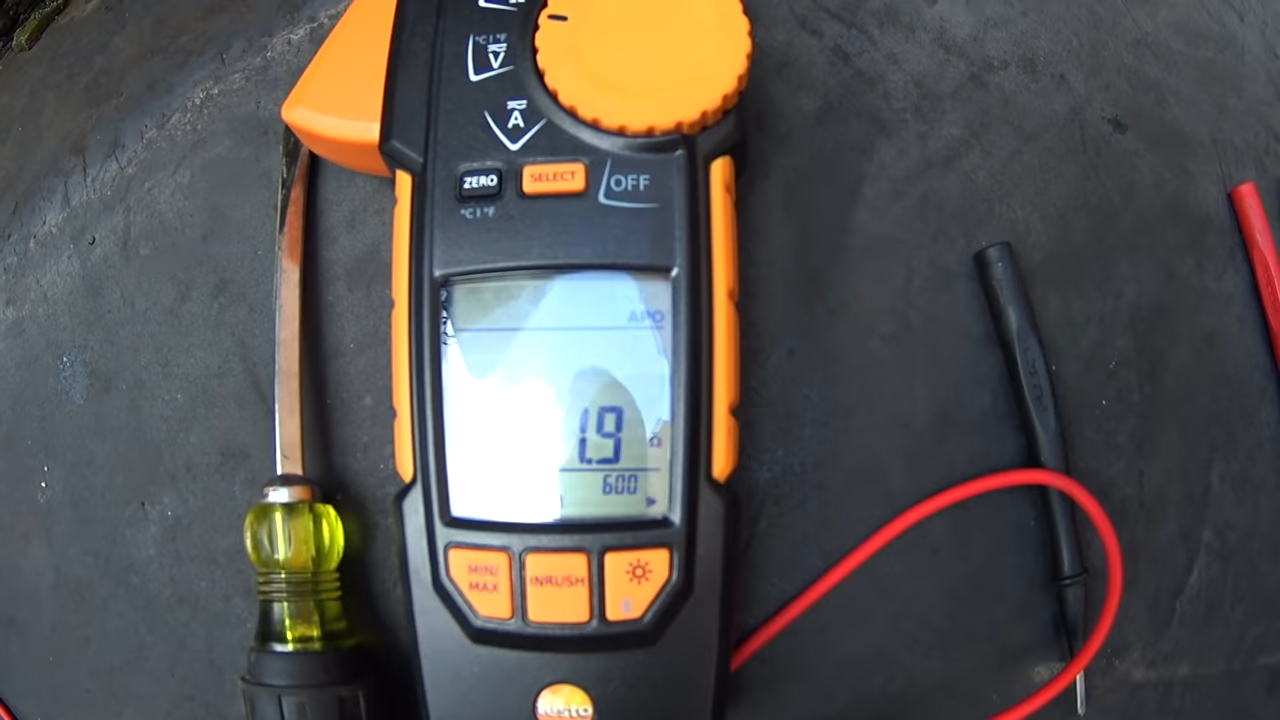 °C | °F
V
A
ZERO
SELECT
OFF
°C | °F
APO
1.9
Ω
600
MIN/
MAX
INRUSH
testo